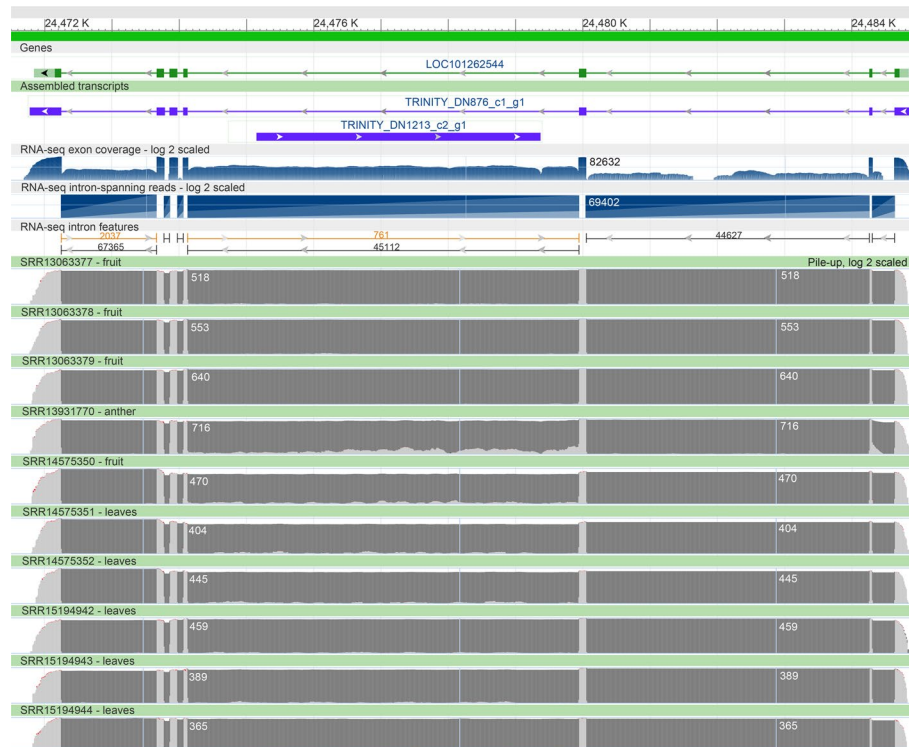 24,472 K 24,476 K 24,480 K 24,484 K
Genes
LOC101262544
Assembled transcripts
TRINITY_DN876_c1_g1
TRINITY_DN1213_c2_g1
RNA-seq exon coverage - log 2 scaled
82632
RNA-seq intron-spanning reads - log 2 scaled
69402
RNA-seq intron features
2037 761 44627
67365 45112
SRR13063377 - fruit Pile-up, log 2 scaled
518 518
SRR13063378 - fruit
553 553
SRR13063379 - fruit
640 640
SRR13931770 - anther
716 716
SRR14575350 - fruit
470 470
SRR14575351 - leaves
404 404
SRR14575352 - leaves
445 445
SRR15194942 - leaves
459 459
SRR15194943 - leaves
389 389
SRR15194944 - leaves
365 365